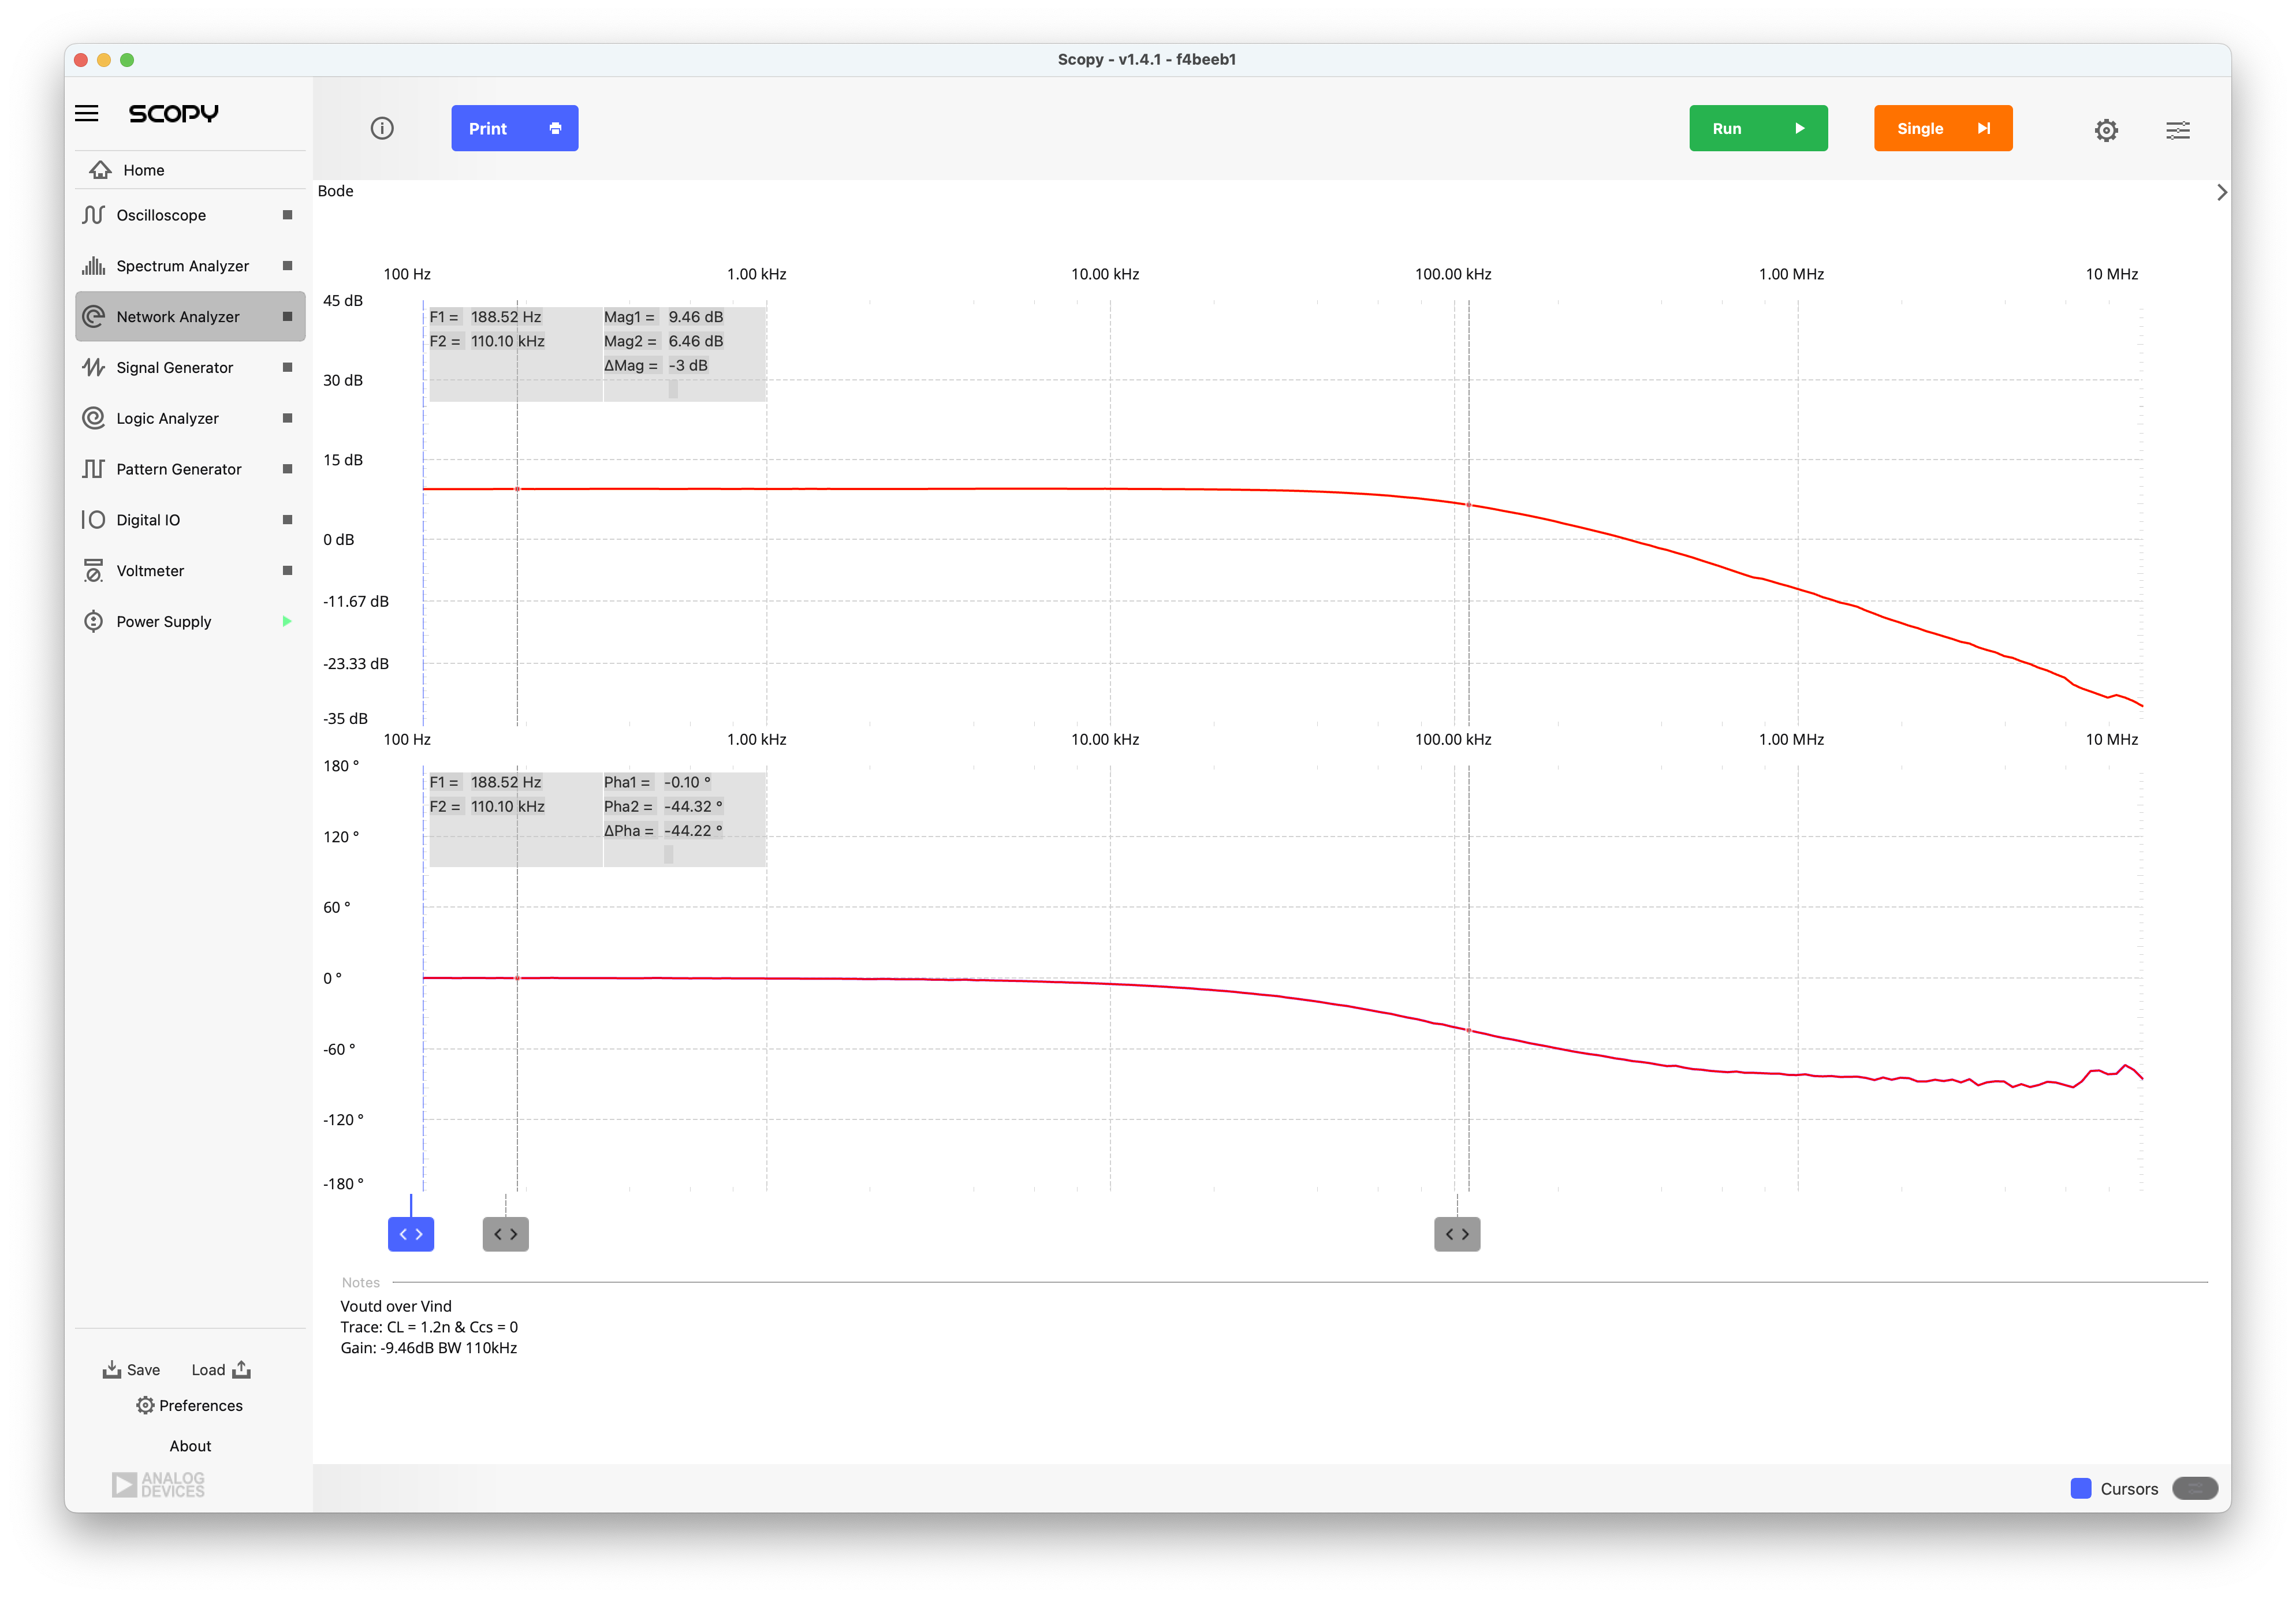 Scopy - v1.4.1 - f4beeb1
SCOPY
Home
Oscilloscope
Spectrum Analyzer
Network Analyzer
Signal Generator
Logic Analyzer
Pattern Generator
Digital IO
Voltmeter
Power Supply
Save Load
Preferences
About
ANALOG
DEVICES
Print
Run
Single
Bode
100 Hz 1.00 kHz 10.00 kHz 100.00 kHz 1.00 MHz 10 MHz
45 dB
30 dB
15 dB
0 dB
-11.67 dB
-23.33 dB
-35 dB
F1 = 188.52 Hz Mag1 = 9.46 dB
F2 = 110.10 kHz Mag2 = 6.46 dB
ΔMag = -3 dB
100 Hz 1.00 kHz 10.00 kHz 100.00 kHz 1.00 MHz 10 MHz
180 °
120 °
60 °
0 °
-60 °
-120 °
-180 °
F1 = 188.52 Hz Pha1 = -0.10 °
F2 = 110.10 kHz Pha2 = -44.32 °
ΔPha = -44.22 °
Notes
Voutd over Vind
Trace: CL = 1.2n & Ccs = 0
Gain: -9.46dB BW 110kHz
Cursors